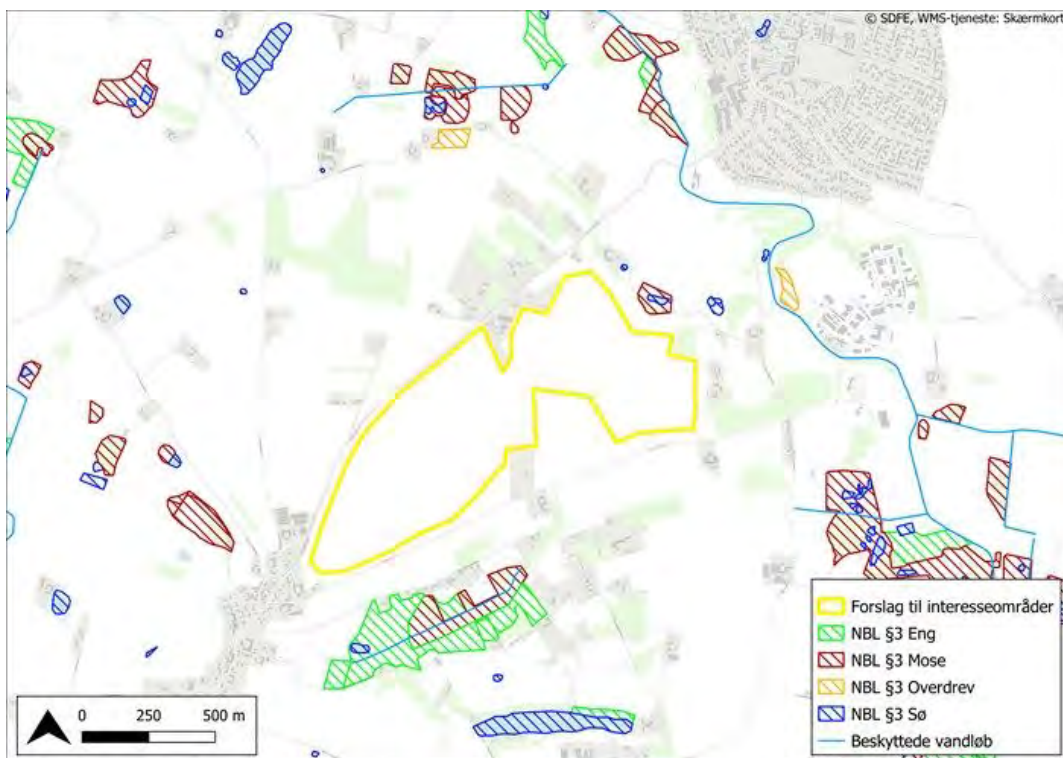 © SDFE, WMS-tjeneste: Skærmkort
Forslag til interesseområder
NBL §3 Eng
NBL §3 Mose
NBL §3 Overdrev
NBL §3 Sø
Beskyttede vandløb
0 250 500 m